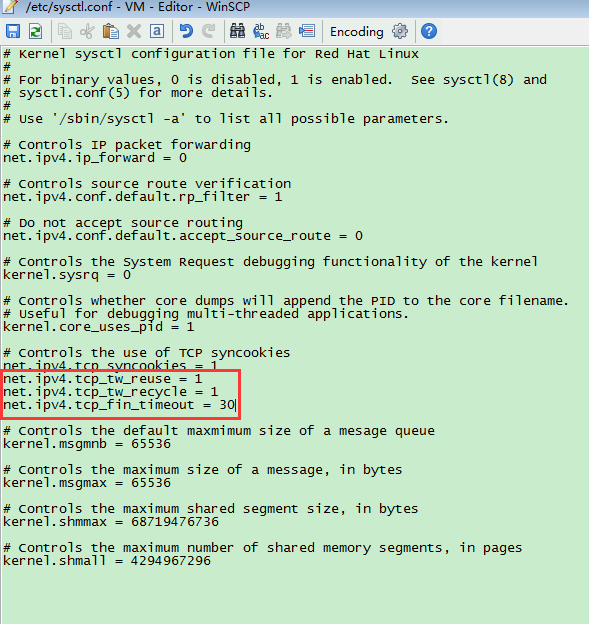 /etc/sysctl.conf - VM - Editor - WinSCP
Encoding
# Kernel sysctl configuration file for Red Hat Linux
#
# For binary values, 0 is disabled, 1 is enabled.  See sysctl(8) and
# sysctl.conf(5) for more details.
#
# Use '/sbin/sysctl -a' to list all possible parameters.
# Controls IP packet forwarding
net.ipv4.ip_forward = 0
# Controls source route verification
net.ipv4.conf.default.rp_filter = 1
# Do not accept source routing
net.ipv4.conf.default.accept_source_route = 0
# Controls the System Request debugging functionality of the kernel
kernel.sysrq = 0
# Controls whether core dumps will append the PID to the core filename.
# Useful for debugging multi-threaded applications.
kernel.core_uses_pid = 1
# Controls the use of TCP syncookies
net.ipv4.tcp_syncookies = 1
net.ipv4.tcp_tw_reuse = 1
net.ipv4.tcp_tw_recycle = 1
net.ipv4.tcp_fin_timeout = 30
# Controls the default maxmimum size of a mesage queue
kernel.msgmnb = 65536
# Controls the maximum size of a message, in bytes
kernel.msgmax = 65536
# Controls the maximum shared segment size, in bytes
kernel.shmmax = 68719476736
# Controls the maximum number of shared memory segments, in pages
kernel.shmall = 4294967296